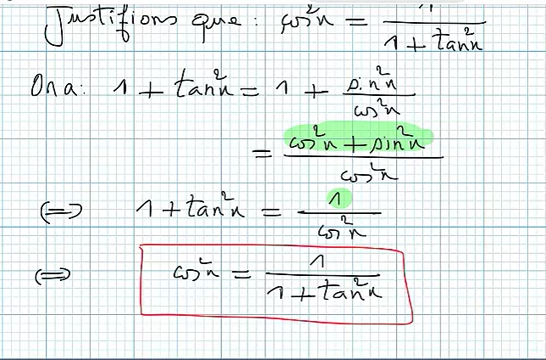 Justifions que : cos²x = 1/(1 + tan²x)
On a : 1 + tan²x = 1 + sin²x/cos²x
= (cos²x + sin²x)/cos²x
⟺ 1 + tan²x = 1/cos²x
⟺ cos²x = 1/(1 + tan²x)